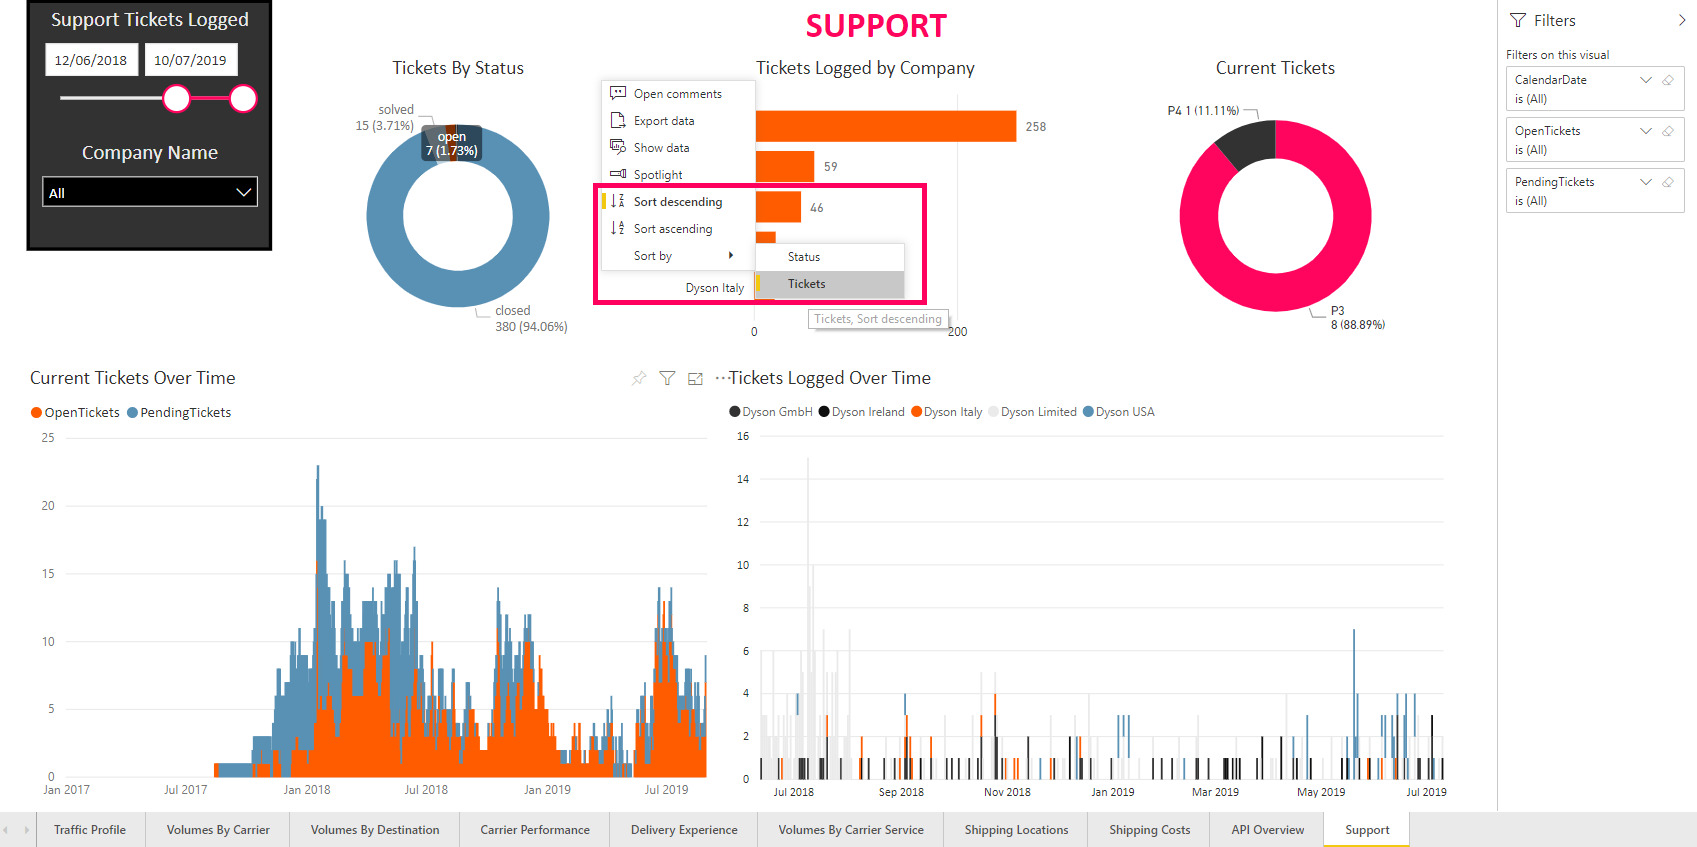 Support Tickets Logged
12/06/2018
10/07/2019
Company Name
All
SUPPORT
Tickets By Status
solved
15 (3.71%)
open
7 (1.73%)
closed
380 (94.06%)
Tickets Logged by Company
Open comments
Export data
Show data
Spotlight
Sort descending
Sort ascending
Sort by
Status
Tickets
Tickets, Sort descending
258
59
46
Dyson Italy
0
200
Current Tickets
P4 1 (11.11%)
P3
8 (88.89%)
Filters
Filters on this visual
CalendarDate
is (All)
OpenTickets
is (All)
PendingTickets
is (All)
Current Tickets Over Time
OpenTickets PendingTickets
25
20
15
10
5
0
Jan 2017 Jul 2017 Jan 2018 Jul 2018 Jan 2019 Jul 2019
Tickets Logged Over Time
Dyson GmbH Dyson Ireland Dyson Italy Dyson Limited Dyson USA
16
14
12
10
8
6
4
2
0
Jul 2018 Sep 2018 Nov 2018 Jan 2019 Mar 2019 May 2019 Jul 2019
Traffic Profile Volumes By Carrier Volumes By Destination Carrier Performance Delivery Experience Volumes By Carrier Service Shipping Locations Shipping Costs API Overview Support